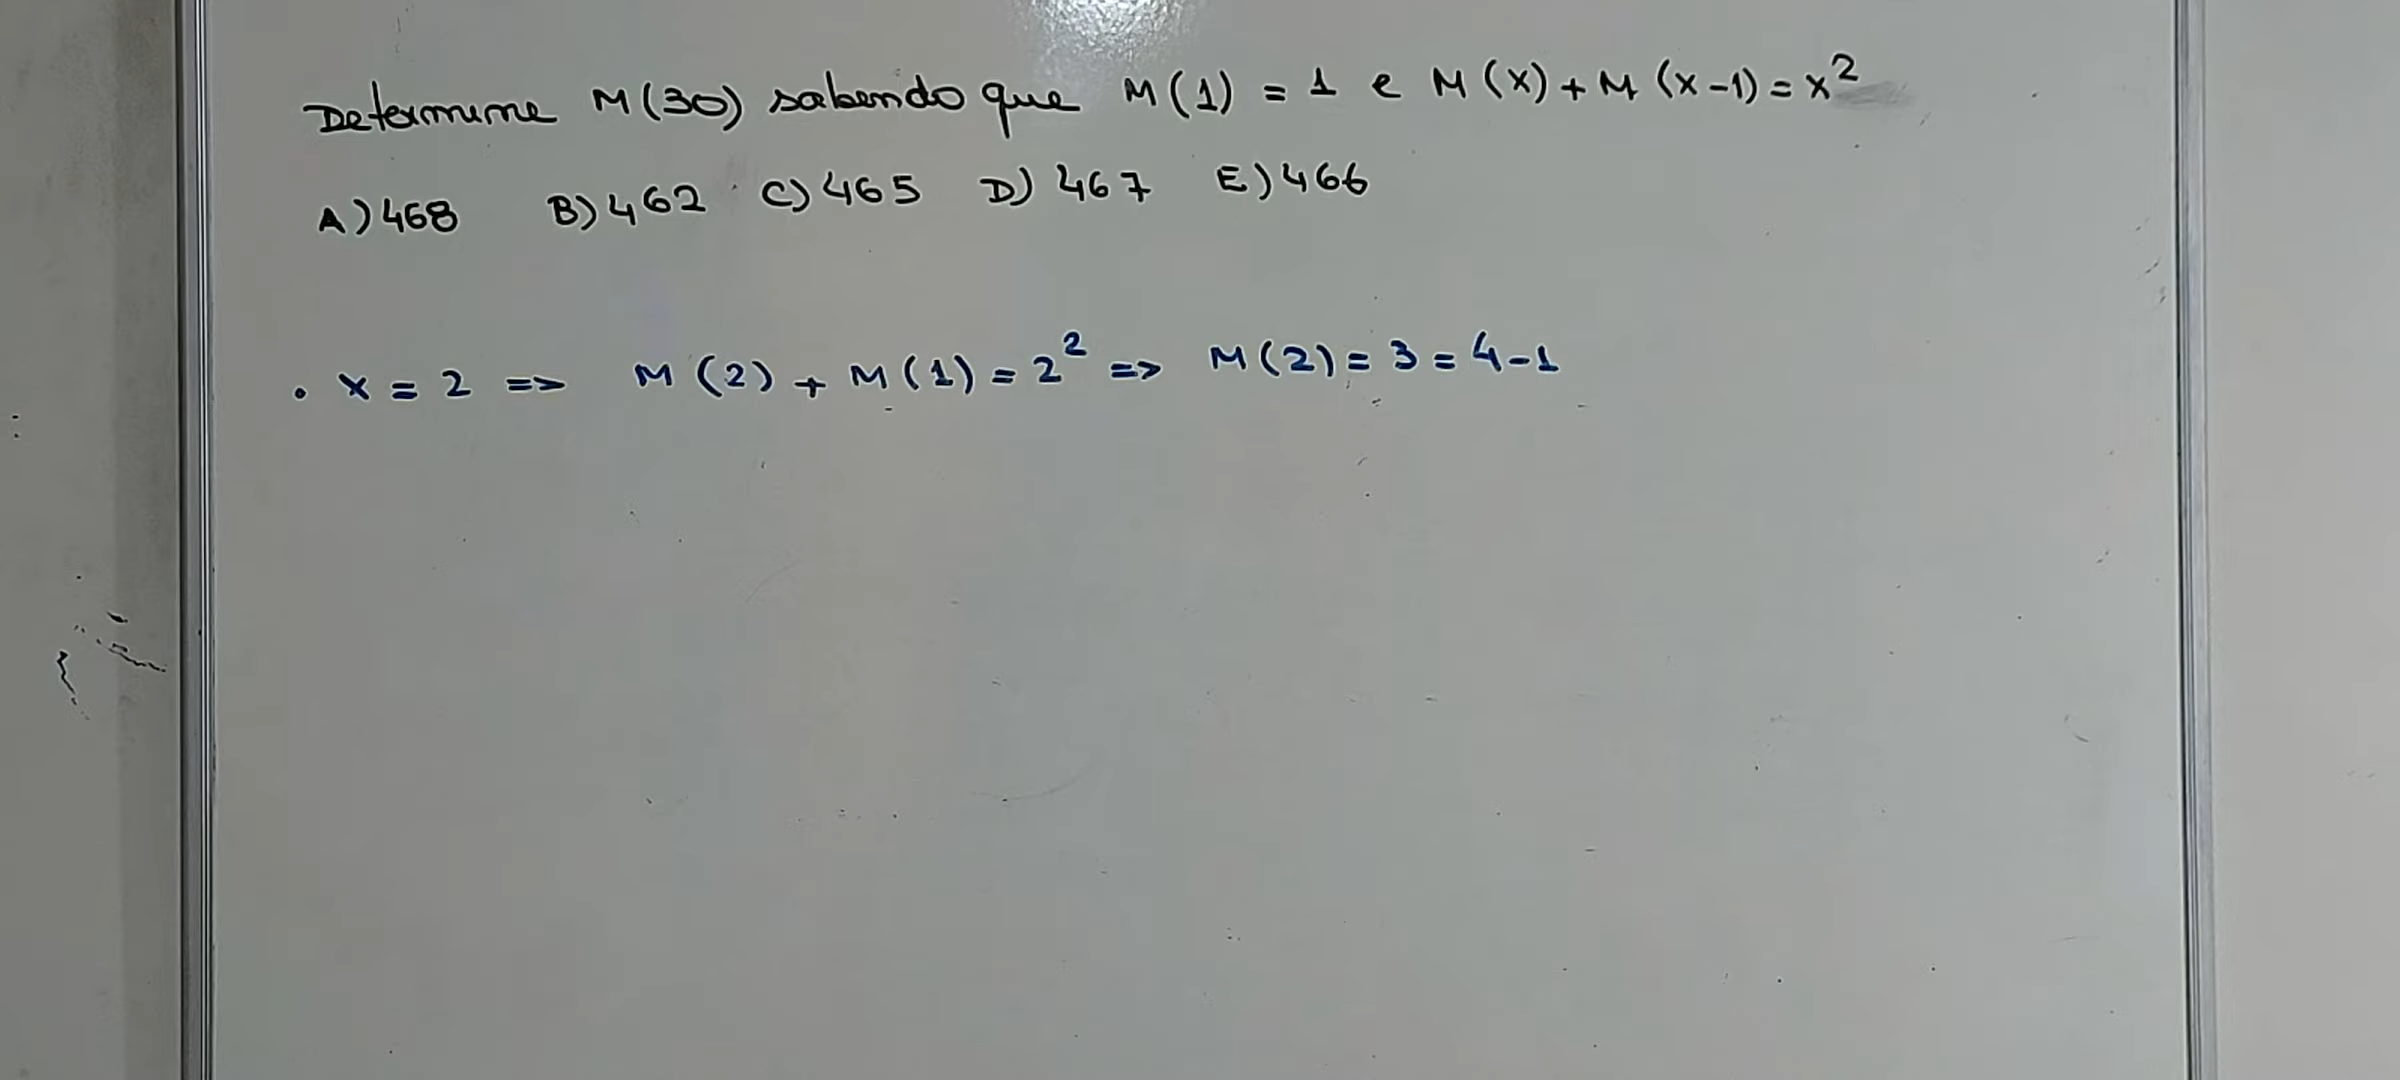 Determine M(30) sabendo que M(1) = 1 e M(x)+M(x-1)=x²
A)468 B)462 C)465 D)467 E)466
• x = 2 => M(2)+M(1)=2² => M(2)=3=4-1